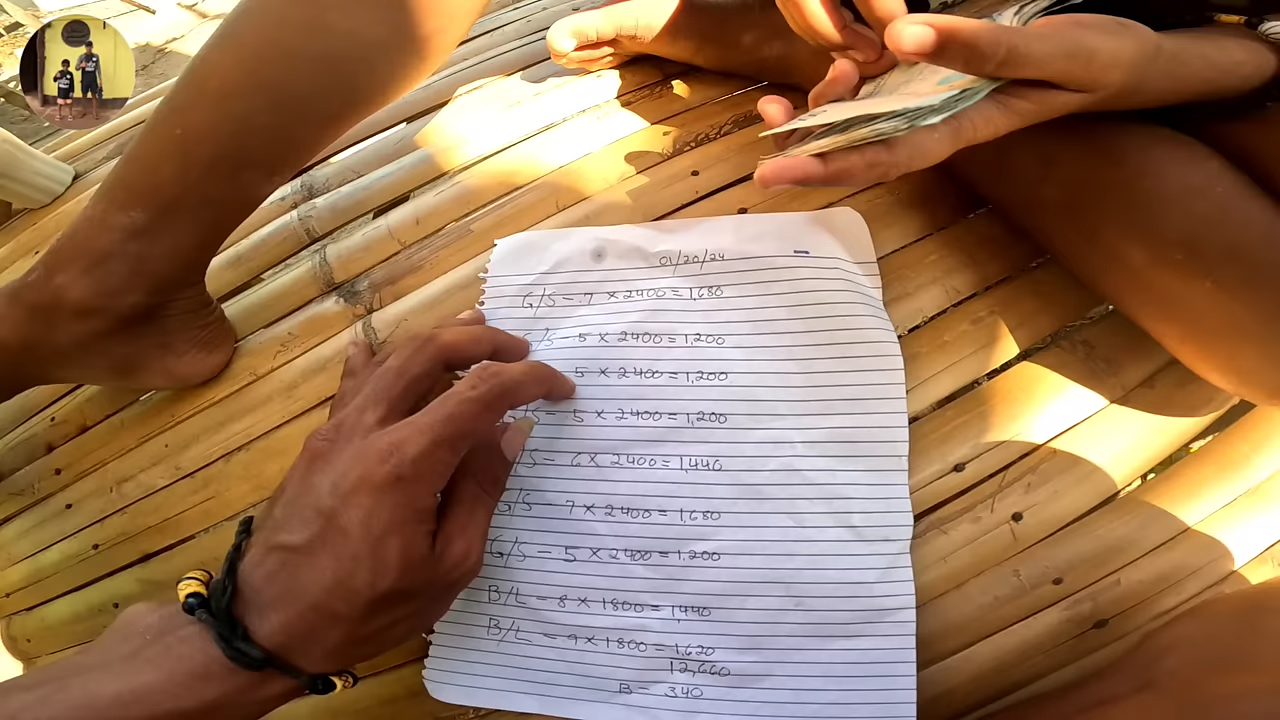 01/20/24
G/S - .7 × 2400 = 1,680
G/S - 5 × 2400 = 1,200
5 × 2400 = 1,200
G/S - 5 × 2400 = 1,200
/S - 6 × 2400 = 1,440
G/S - 7 × 2400 = 1,680
G/S - 5 × 2400 = 1,200
B/L - 8 × 1800 = 1,440
B/L - 9 × 1800 = 1,620
12,660
B - 340